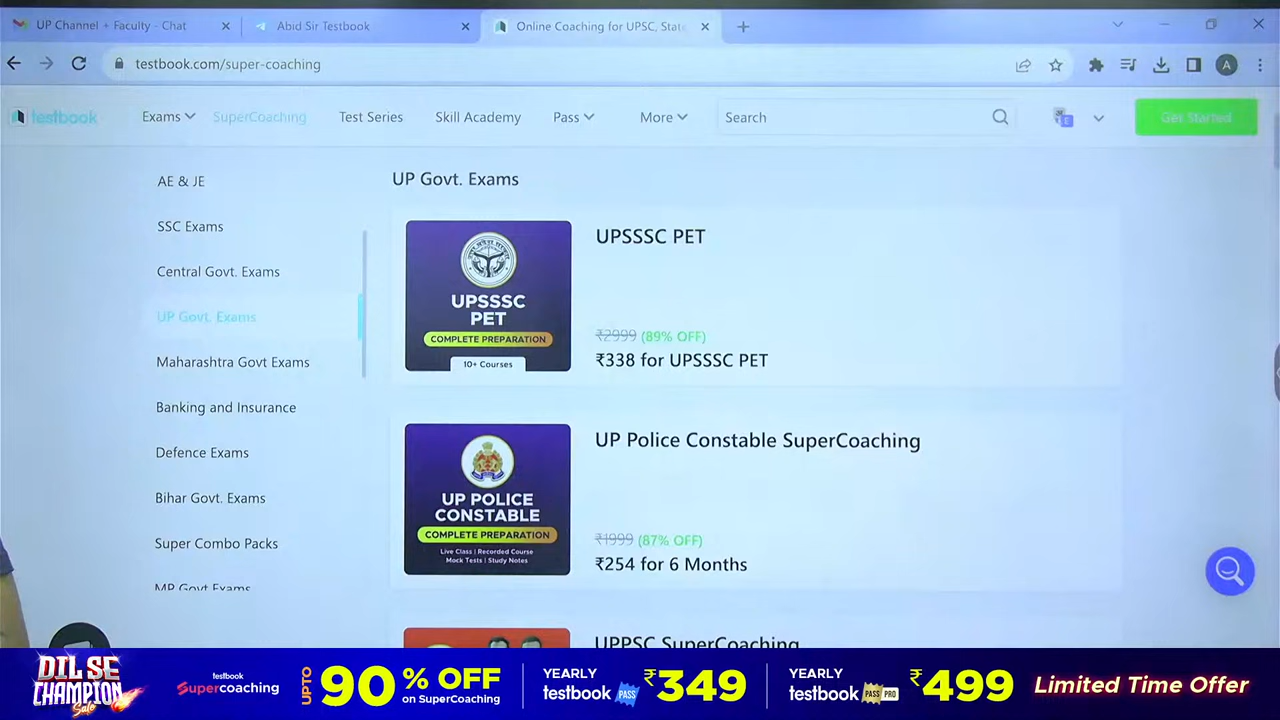 UP Channel + Faculty - Chat
Abid Sir Testbook
Online Coaching for UPSC, State
testbook.com/super-coaching
A
testbook
Exams
SuperCoaching
Test Series
Skill Academy
Pass
More
Search
E
Get Started
AE & JE
SSC Exams
Central Govt. Exams
UP Govt. Exams
Maharashtra Govt Exams
Banking and Insurance
Defence Exams
Bihar Govt. Exams
Super Combo Packs
MP Govt Exams
UP Govt. Exams
UPSSSC
PET
COMPLETE PREPARATION
10+ Courses
UPSSSC PET
₹2999 (89% OFF)
₹338 for UPSSSC PET
UP POLICE
CONSTABLE
COMPLETE PREPARATION
Live Class | Recorded Course
Mock Tests | Study Notes
UP Police Constable SuperCoaching
₹1999 (87% OFF)
₹254 for 6 Months
UPPSC SuperCoaching
DIL SE
CHAMPION
Sale
testbook
Supercoaching
UPTO
90% OFF
on SuperCoaching
YEARLY
testbook PASS
₹349
YEARLY
testbook PASS PRO
₹499
Limited Time Offer